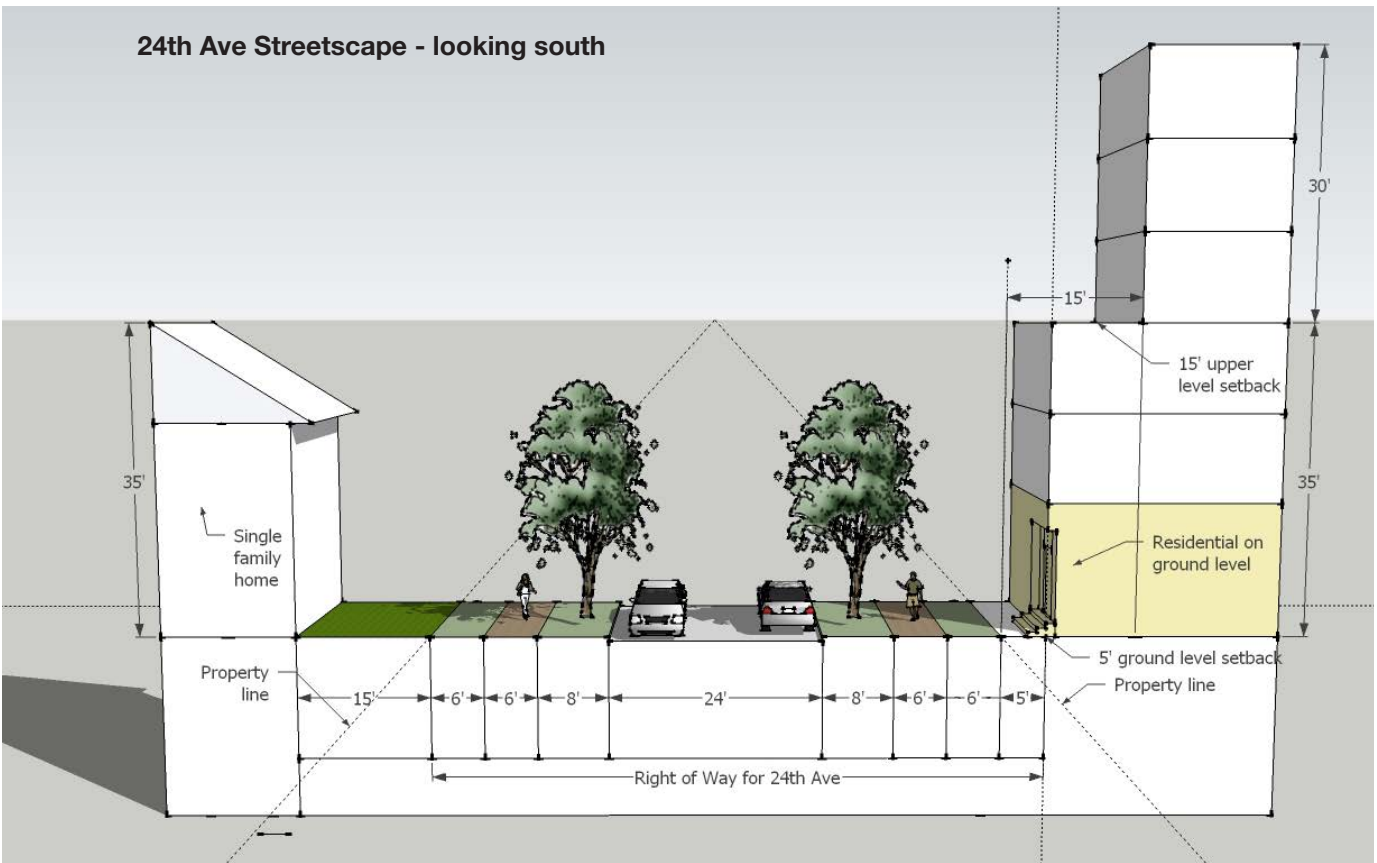 24th Ave Streetscape - looking south
30'
15'
15' upper
level setback
35'
35'
Single
family
home
Residential on
ground level
5' ground level setback
Property
line
Property line
15'
6'
6'
8'
24'
8'
6'
6'
5'
Right of Way for 24th Ave